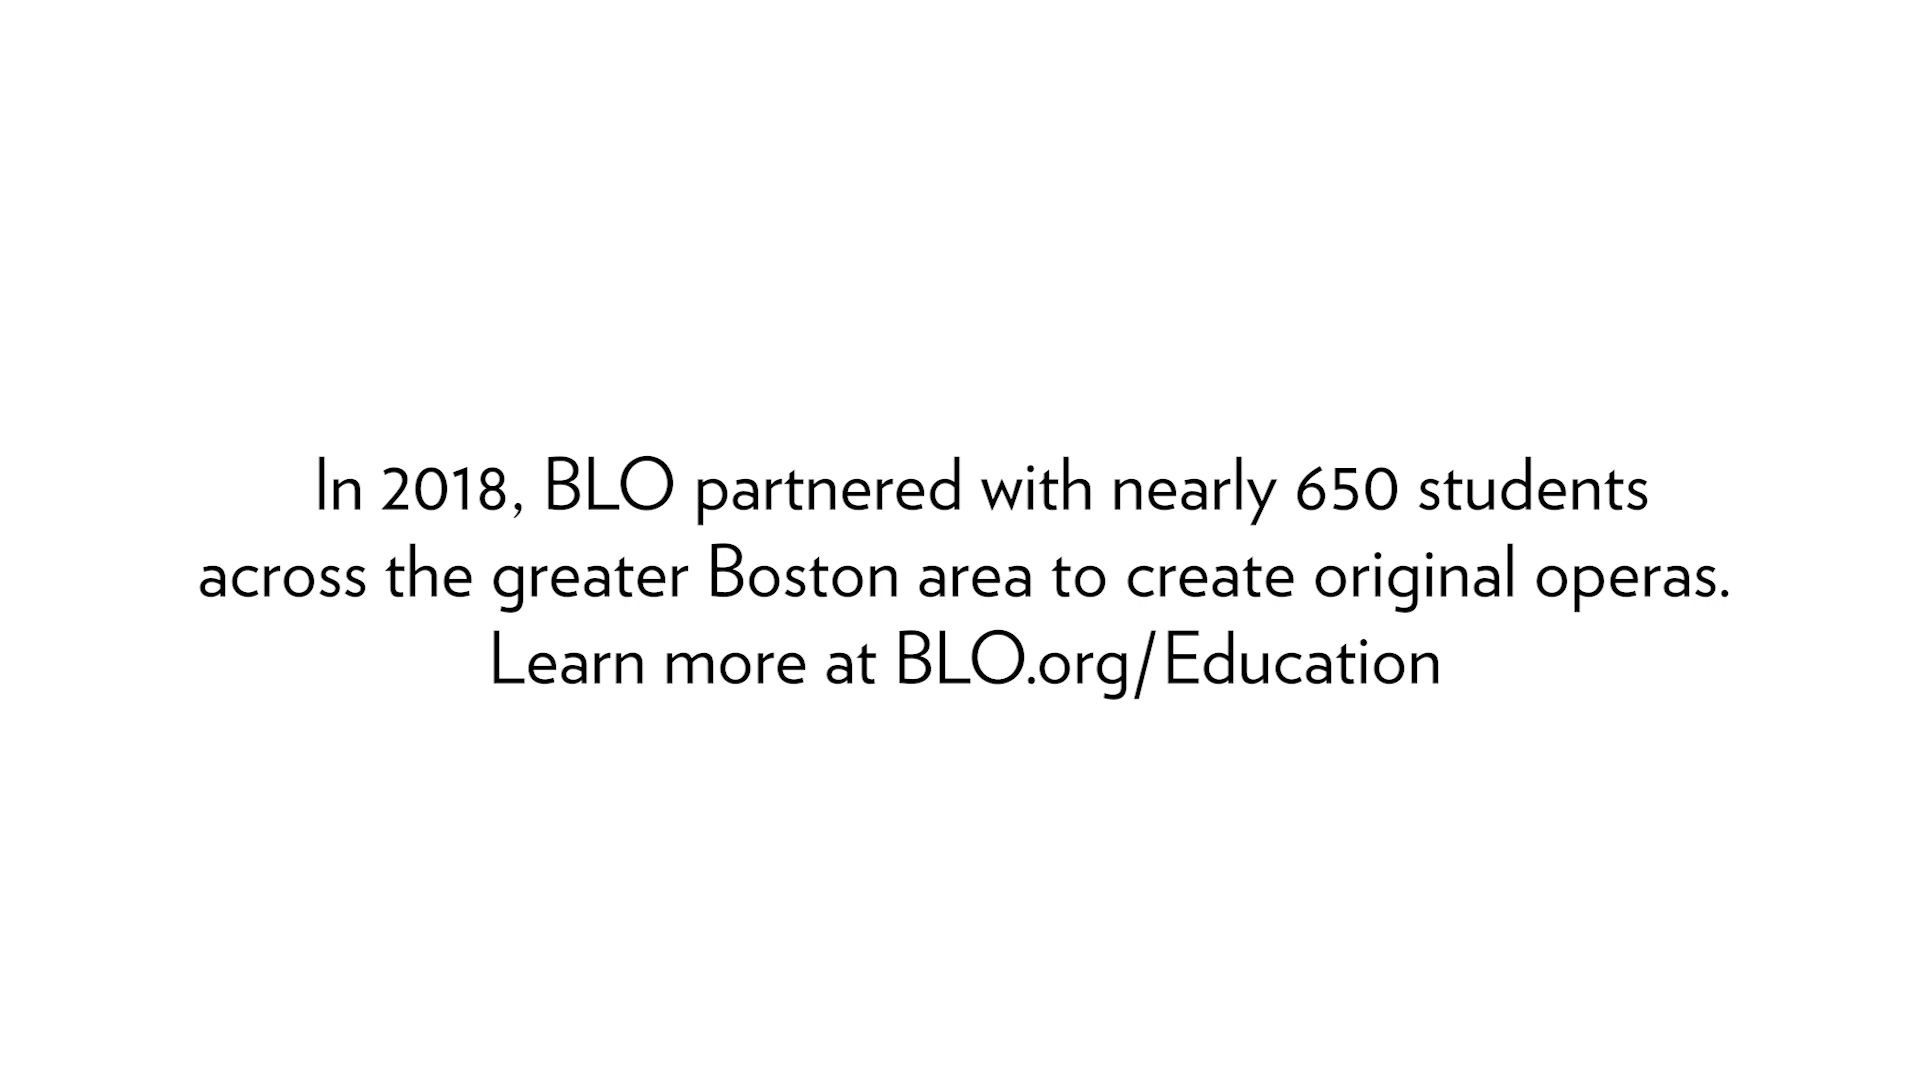 In 2018, BLO partnered with nearly 650 students
across the greater Boston area to create original operas.
Learn more at BLO.org/Education